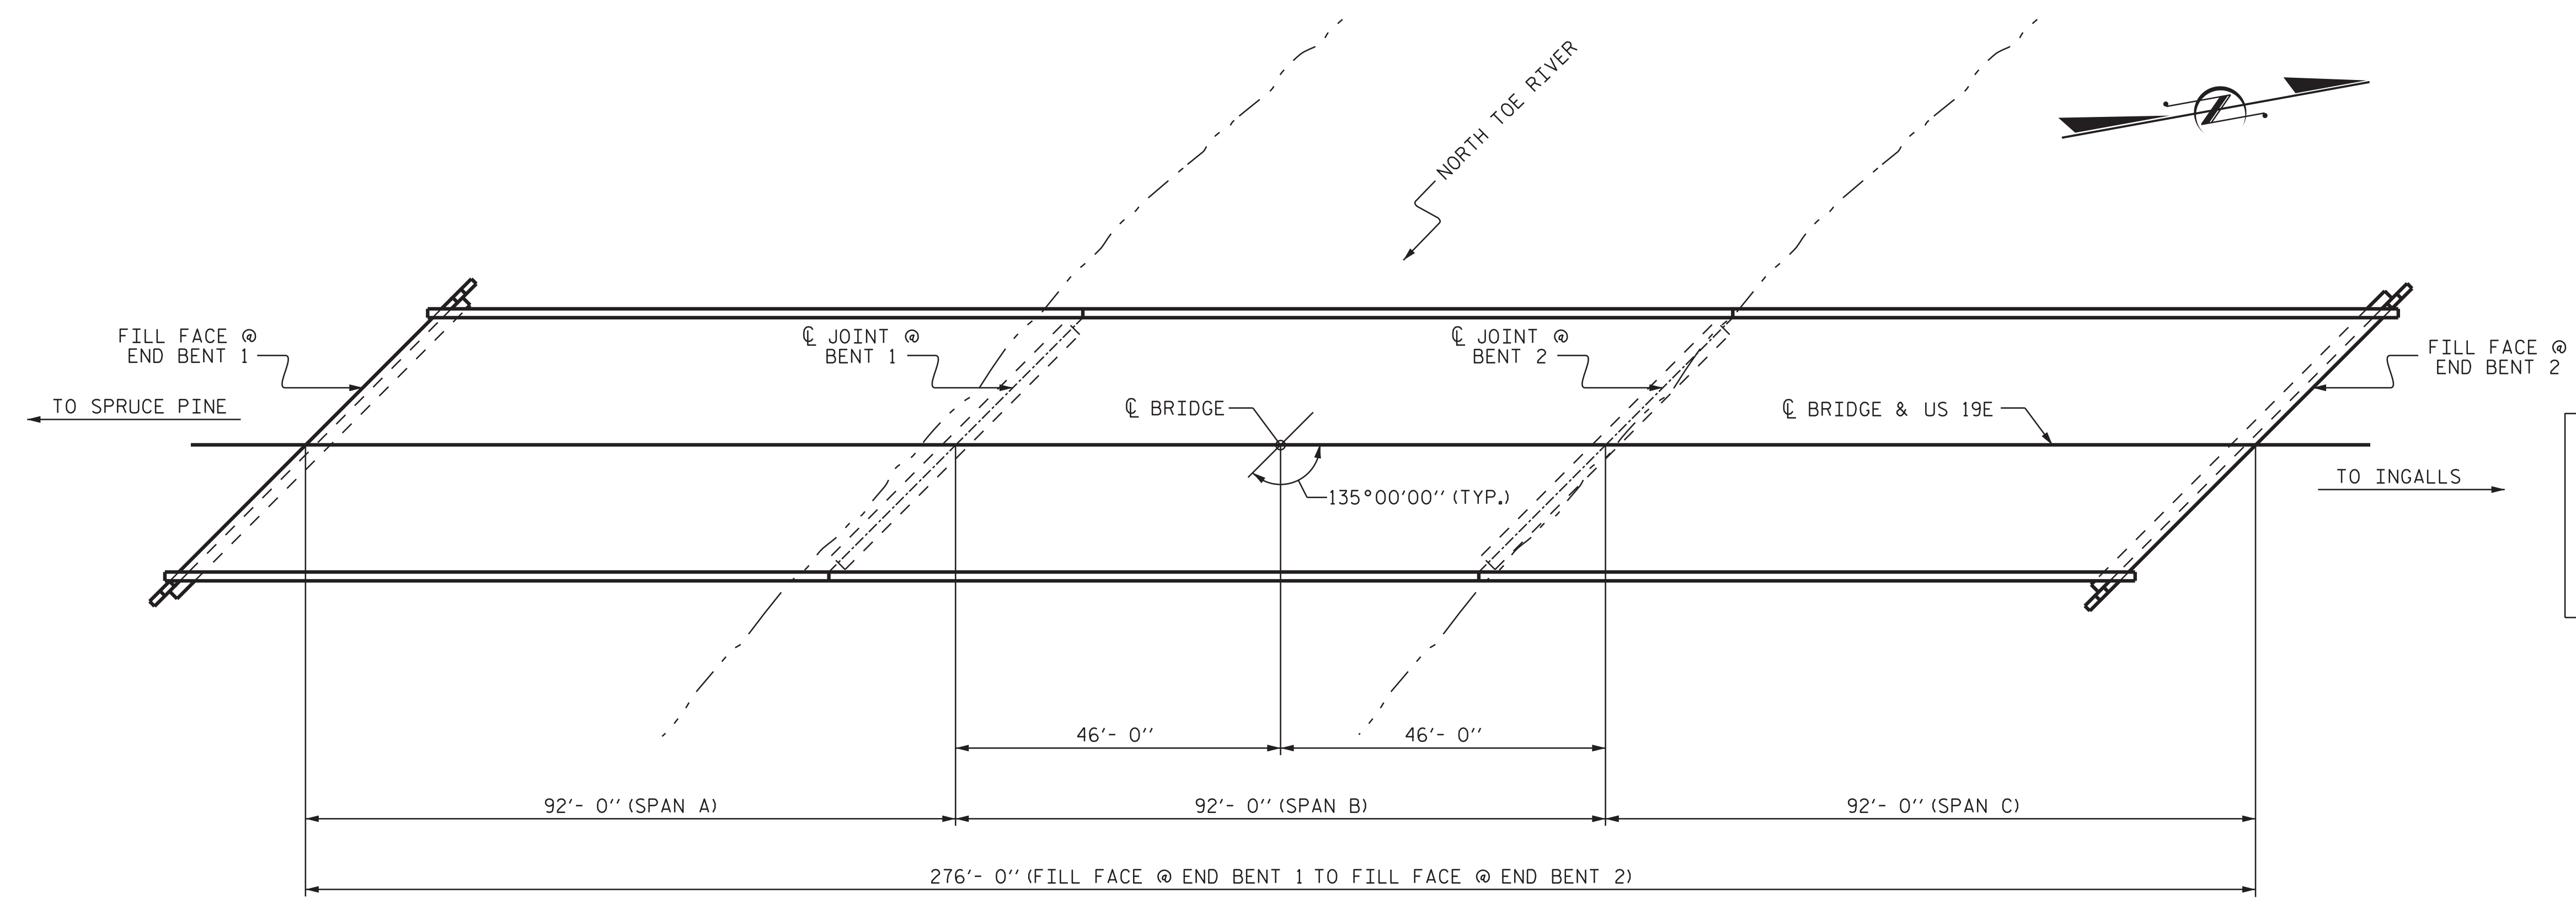 NORTH TOE RIVER
FILL FACE @
END BENT 1
℄ JOINT @
BENT 1
℄ JOINT @
BENT 2
FILL FACE @
END BENT 2
TO SPRUCE PINE
℄ BRIDGE
℄ BRIDGE & US 19E
TO INGALLS
135°00'00'' (TYP.)
46'- 0''
46'- 0''
92'- 0'' (SPAN A)
92'- 0'' (SPAN B)
92'- 0'' (SPAN C)
276'- 0'' (FILL FACE @ END BENT 1 TO FILL FACE @ END BENT 2)